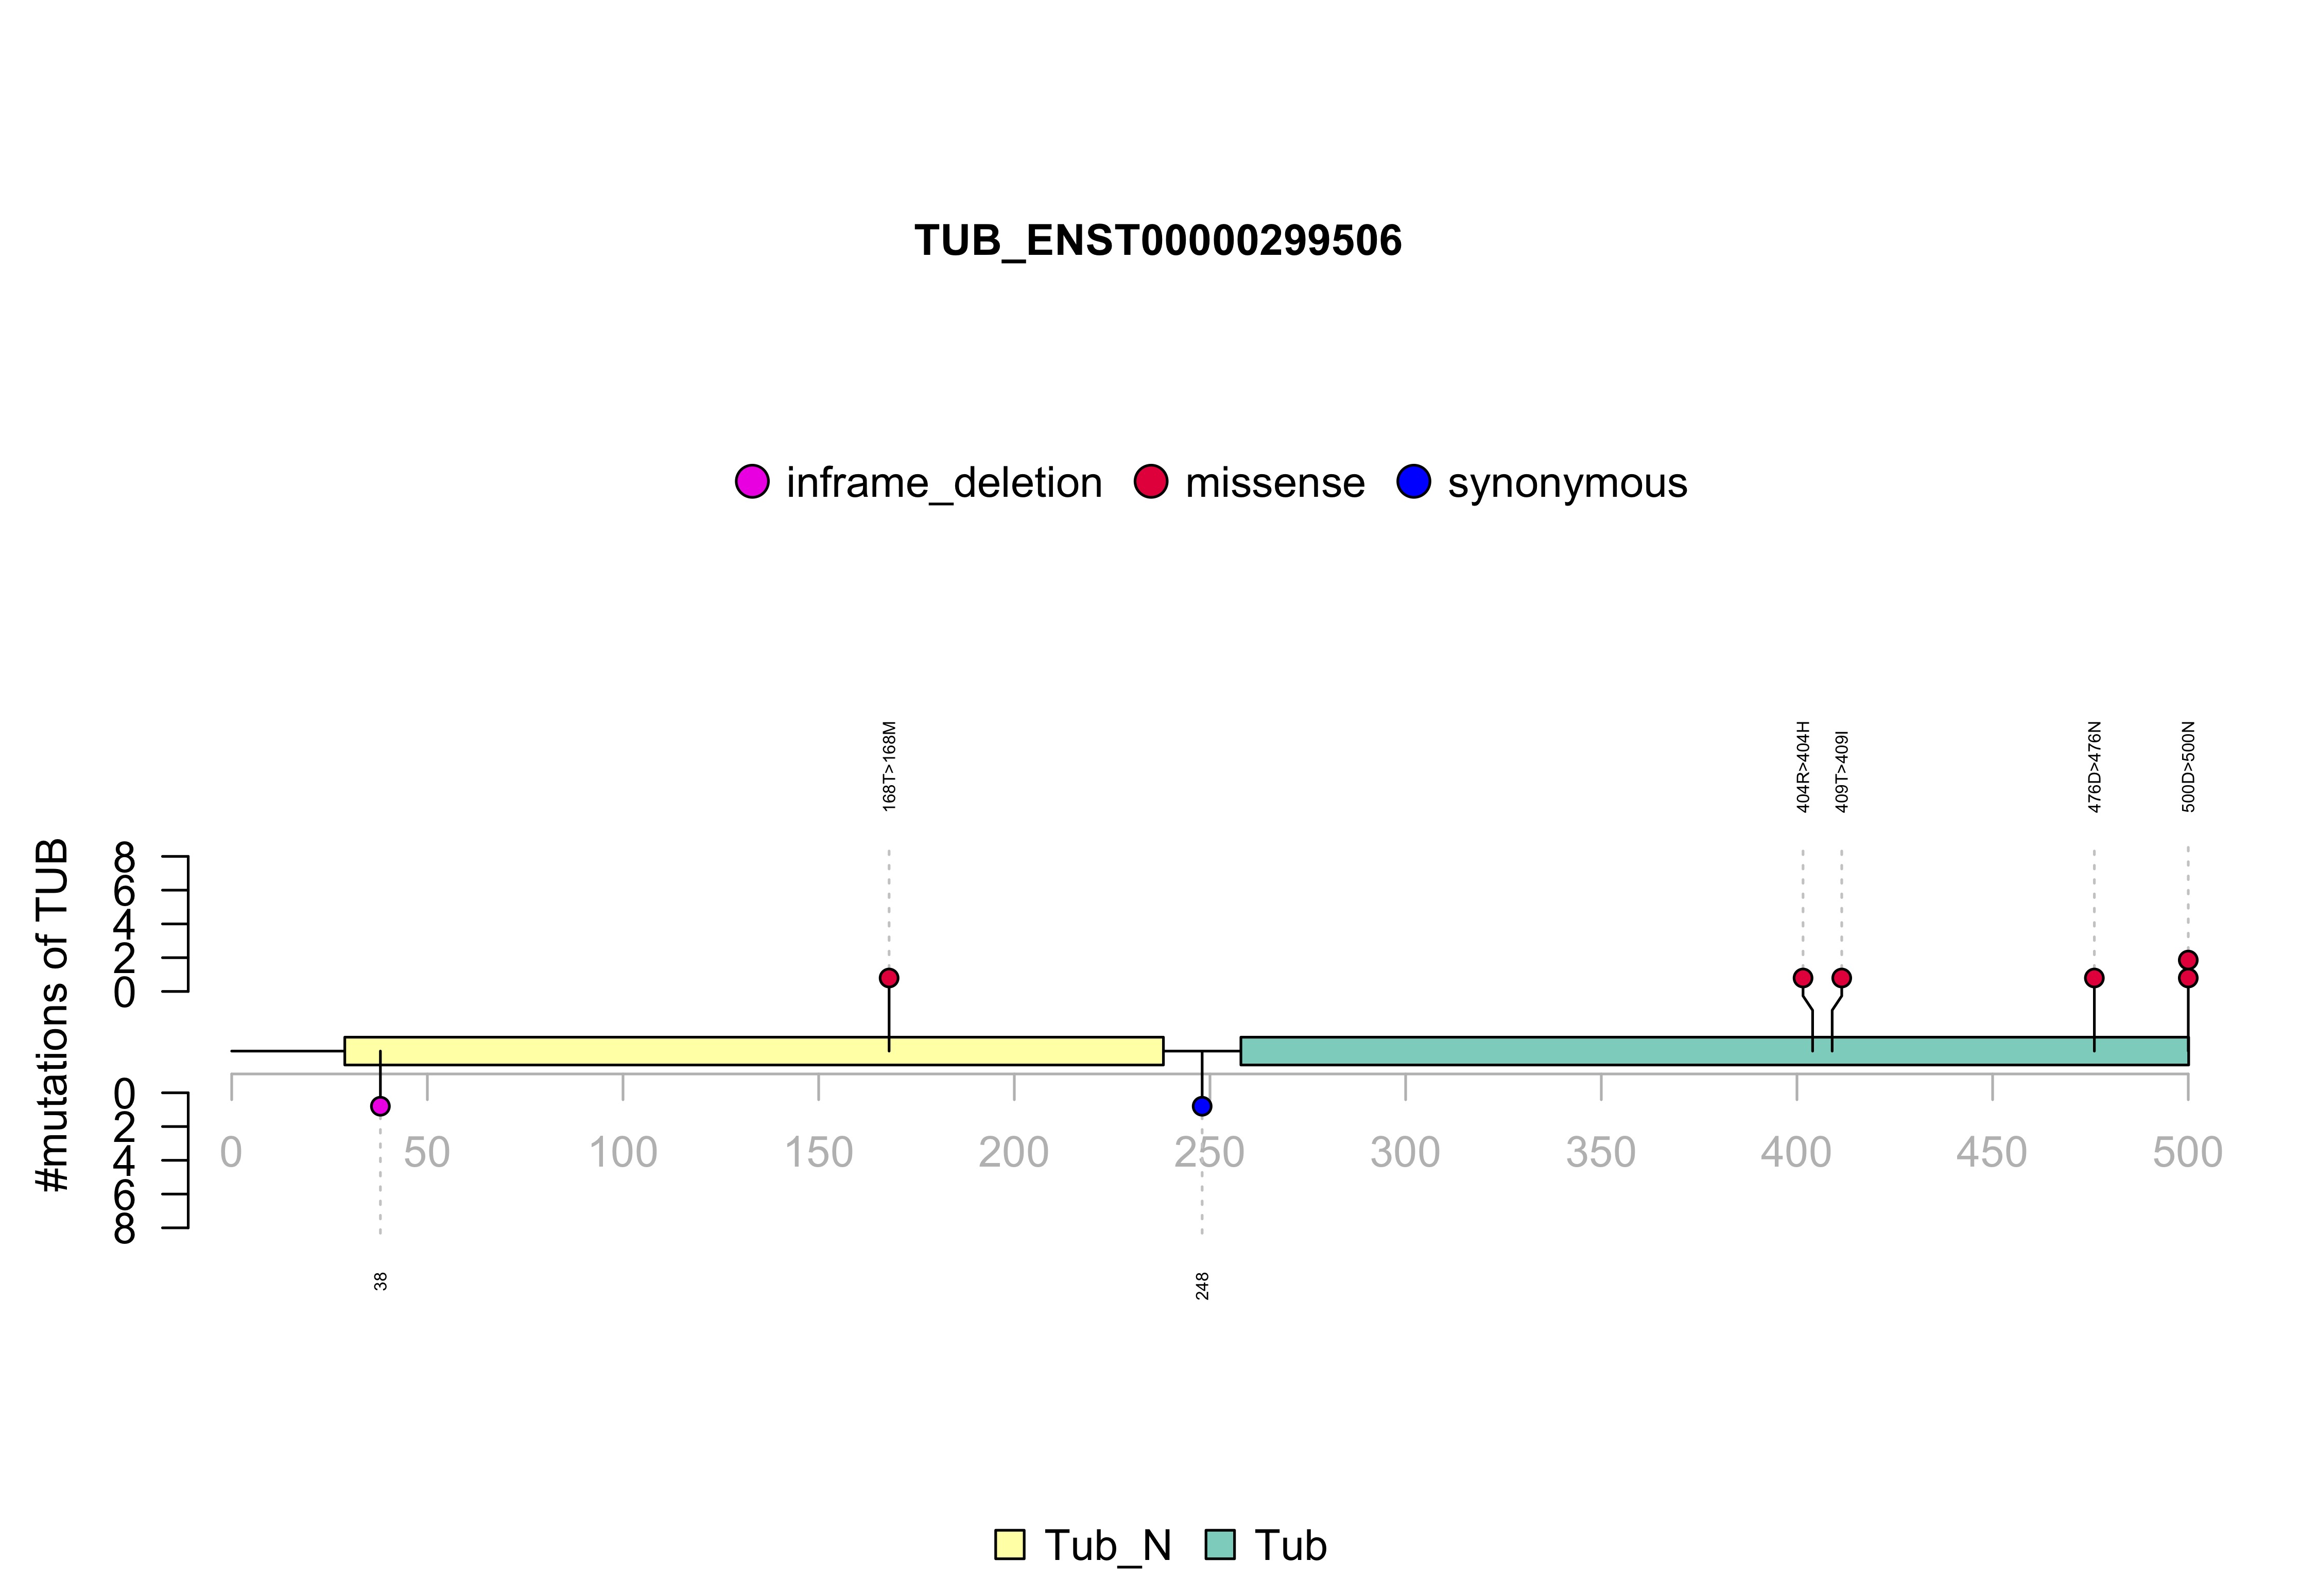 TUB_ENST00000299506
inframe_deletion missense synonymous
168T>168M
404R>404H
409T>409I
476D>476N
500D>500N
#mutations of TUB
8
6
4
2
0
0
2
4
6
8
0 50 100 150 200 250 300 350 400 450 500
38
248
Tub_N Tub